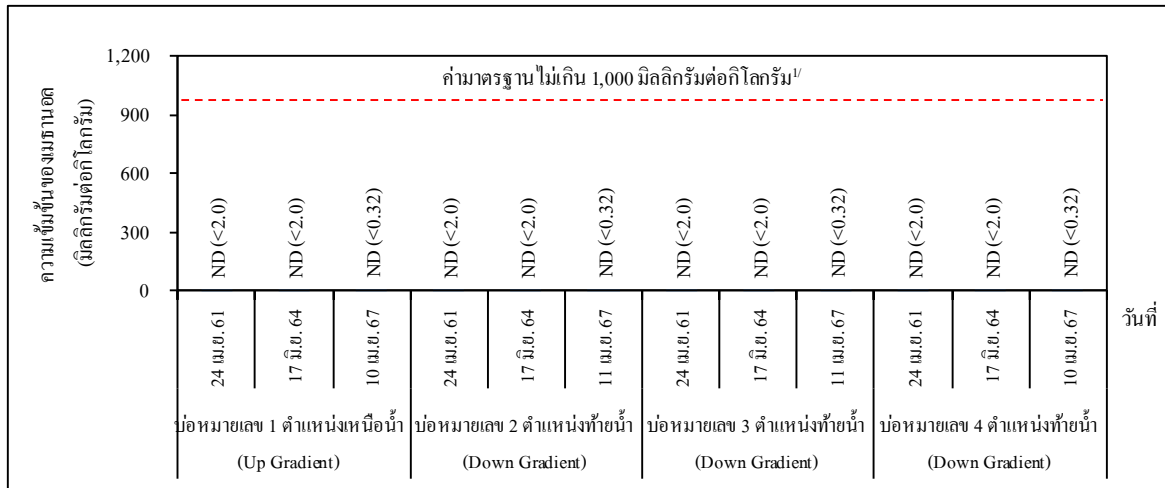 ความเข้มข้นของเมธานอล
(มิลลิกรัมต่อกิโลกรัม)
1,200
900
600
300
0
ค่ามาตรฐานไม่เกิน 1,000 มิลลิกรัมต่อกิโลกรัม1/
ND (<2.0)
ND (<2.0)
ND (<0.32)
ND (<2.0)
ND (<2.0)
ND (<0.32)
ND (<2.0)
ND (<2.0)
ND (<0.32)
ND (<2.0)
ND (<2.0)
ND (<0.32)
24 เม.ย. 61
17 มิ.ย. 64
10 เม.ย. 67
24 เม.ย. 61
17 มิ.ย. 64
11 เม.ย. 67
24 เม.ย. 61
17 มิ.ย. 64
11 เม.ย. 67
24 เม.ย. 61
17 มิ.ย. 64
10 เม.ย. 67
วันที่
บ่อหมายเลข 1 ตำแหน่งเหนือน้ำ
(Up Gradient)
บ่อหมายเลข 2 ตำแหน่งท้ายน้ำ
(Down Gradient)
บ่อหมายเลข 3 ตำแหน่งท้ายน้ำ
(Down Gradient)
บ่อหมายเลข 4 ตำแหน่งท้ายน้ำ
(Down Gradient)